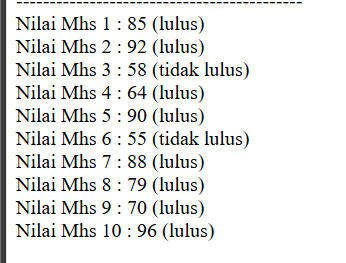 --------------------------------------------
Nilai Mhs 1 : 85 (lulus)
Nilai Mhs 2 : 92 (lulus)
Nilai Mhs 3 : 58 (tidak lulus)
Nilai Mhs 4 : 64 (lulus)
Nilai Mhs 5 : 90 (lulus)
Nilai Mhs 6 : 55 (tidak lulus)
Nilai Mhs 7 : 88 (lulus)
Nilai Mhs 8 : 79 (lulus)
Nilai Mhs 9 : 70 (lulus)
Nilai Mhs 10 : 96 (lulus)